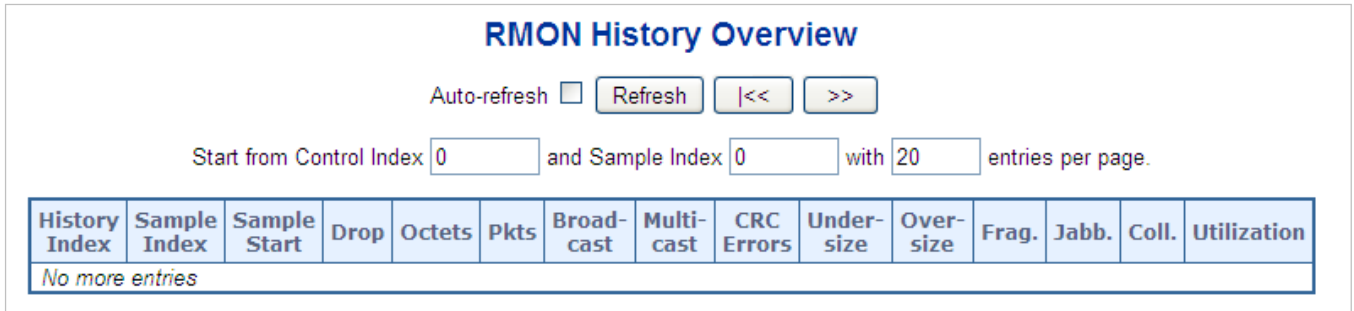 RMON History Overview
Auto-refresh Refresh |<< >>
Start from Control Index 0 and Sample Index 0 with 20 entries per page.
History Index Sample Index Sample Start Drop Octets Pkts Broad-cast Multi-cast CRC Errors Under-size Over-size Frag. Jabb. Coll. Utilization
No more entries